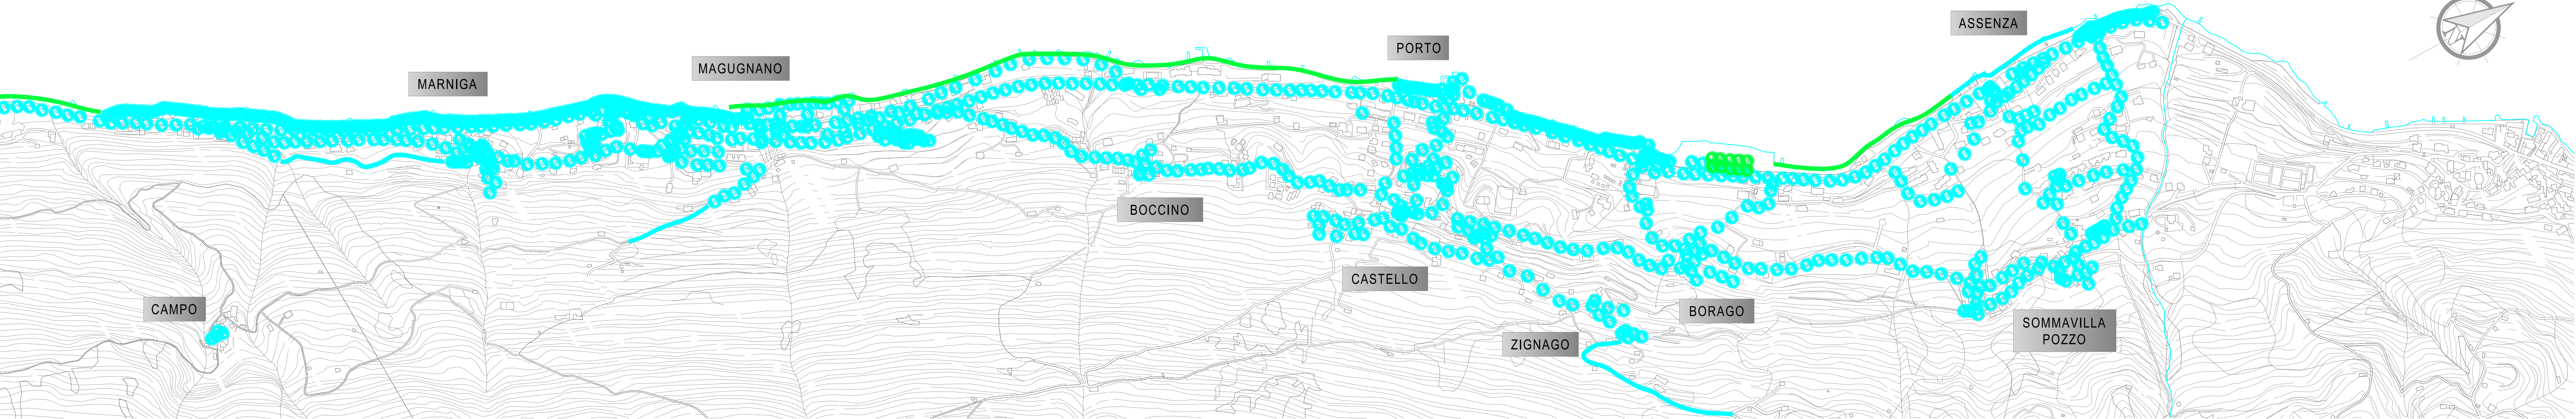 ASSENZA
PORTO
MAGUGNANO
MARNIGA
BOCCINO
CASTELLO
CAMPO
BORAGO
SOMMAVILLA
POZZO
ZIGNAGO